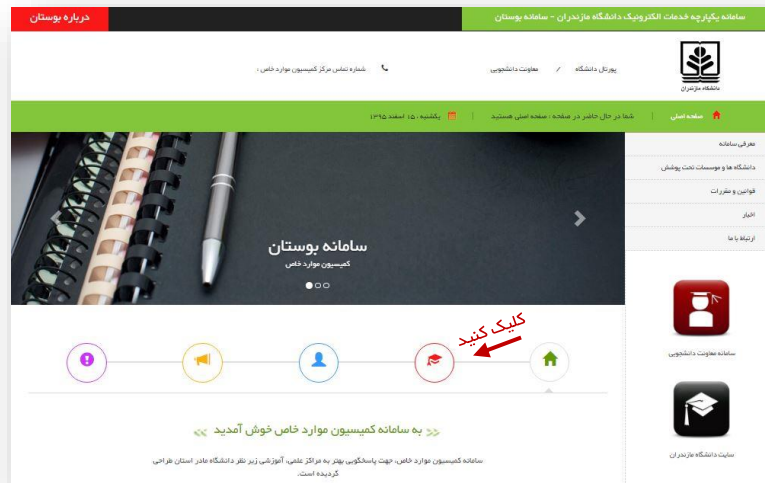 سامانه یکپارچه خدمات الکترونیک دانشگاه مازندران - سامانه بوستان
درباره بوستان
دانشگاه مازندران
پورتال دانشگاه / معاونت دانشجویی
شماره تماس مرکز کمیسیون موارد خاص :
صفحه اصلی | شما در حال حاضر در صفحه : صفحه اصلی هستید | یکشنبه ، ۱۵ اسفند ۱۳۹۵
معرفی سامانه
دانشگاه ها و موسسات تحت پوشش
قوانین و مقررات
اخبار
ارتباط با ما
سامانه بوستان
کمیسیون موارد خاص
سامانه معاونت دانشجویی
سایت دانشگاه مازندران
کلیک کنید
>> به سامانه کمیسیون موارد خاص خوش آمدید <<
سامانه کمیسیون موارد خاص، جهت پاسخگویی بهتر به مراکز علمی، آموزشی زیر نظر دانشگاه مادر استان طراحی
گردیده است.